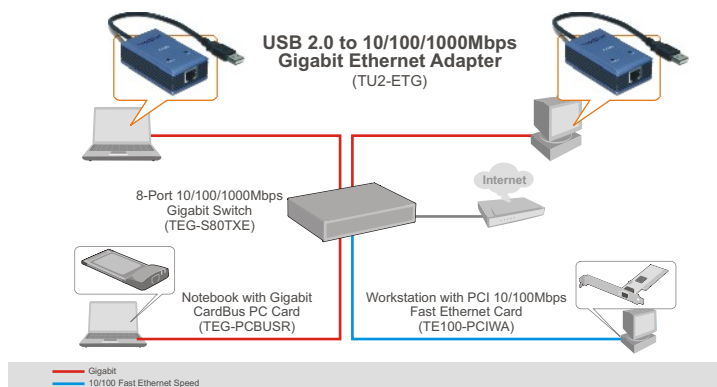 USB 2.0 to 10/100/1000Mbps
Gigabit Ethernet Adapter
(TU2-ETG)
Internet
8-Port 10/100/1000Mbps
Gigabit Switch
(TEG-S80TXE)
Notebook with Gigabit
CardBus PC Card
(TEG-PCBUSR)
Workstation with PCI 10/100Mbps
Fast Ethernet Card
(TE100-PCIWA)
Gigabit
10/100 Fast Ethernet Speed